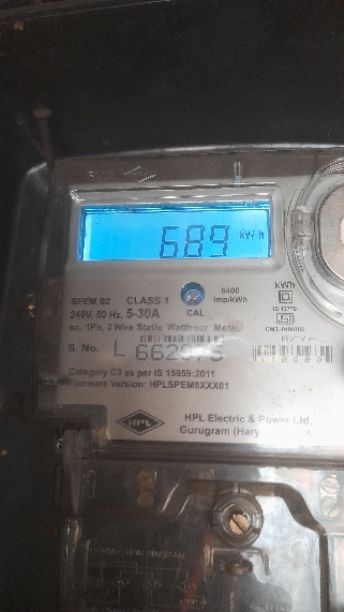 689 kWh
SPEM 02 CLASS 1 6400 kWh
240V, 50 Hz, 5-30A CAL imp/kWh
ac, 1Ph, 2 Wire Static Watthour Meter
S. No. L
Category C3 as per IS 15959:2011
Firmware Version: HPLSPEM6XXX01
HPL HPL Electric & Power Ltd.
Gurugram